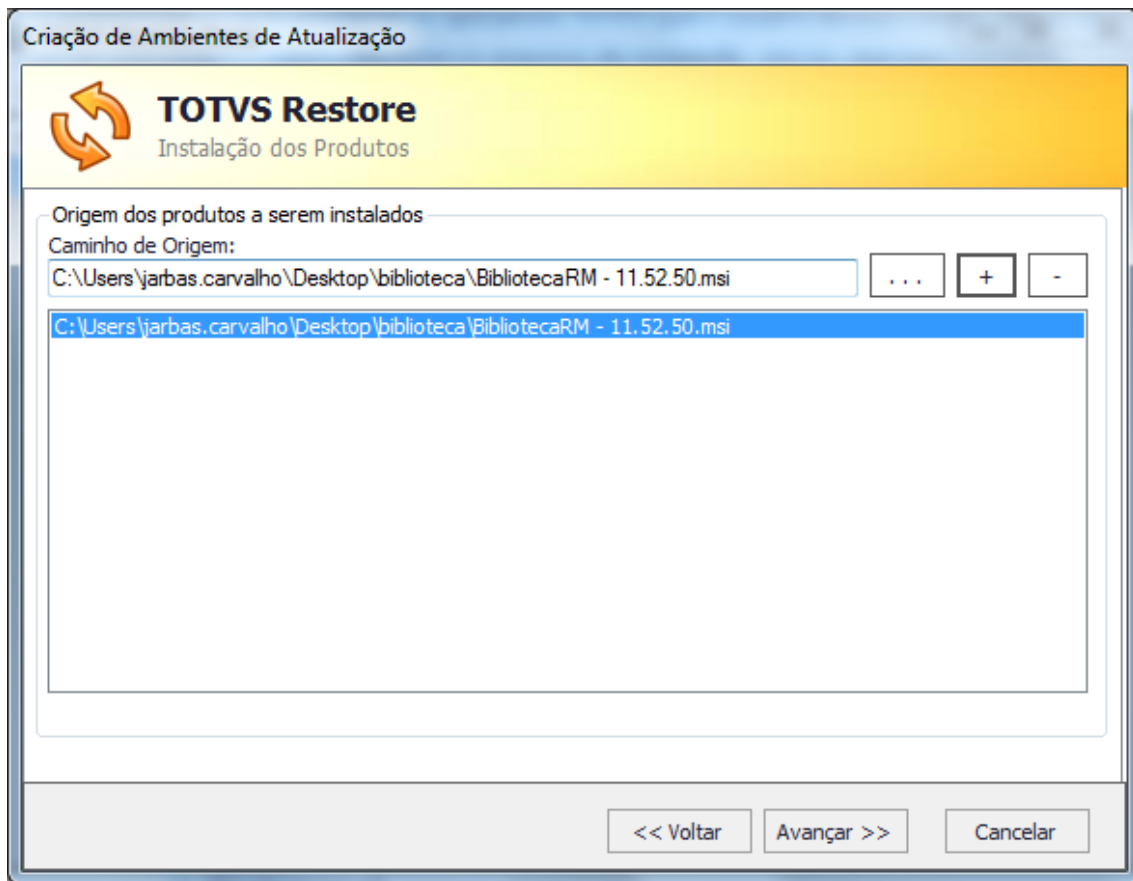 Criação de Ambientes de Atualização
TOTVS Restore
Instalação dos Produtos
Origem dos produtos a serem instalados
Caminho de Origem:
C:\Users\jarbas.carvalho\Desktop\biblioteca\BibliotecaRM - 11.52.50.msi ... + -
C:\Users\jarbas.carvalho\Desktop\biblioteca\BibliotecaRM - 11.52.50.msi
<< Voltar Avançar >> Cancelar